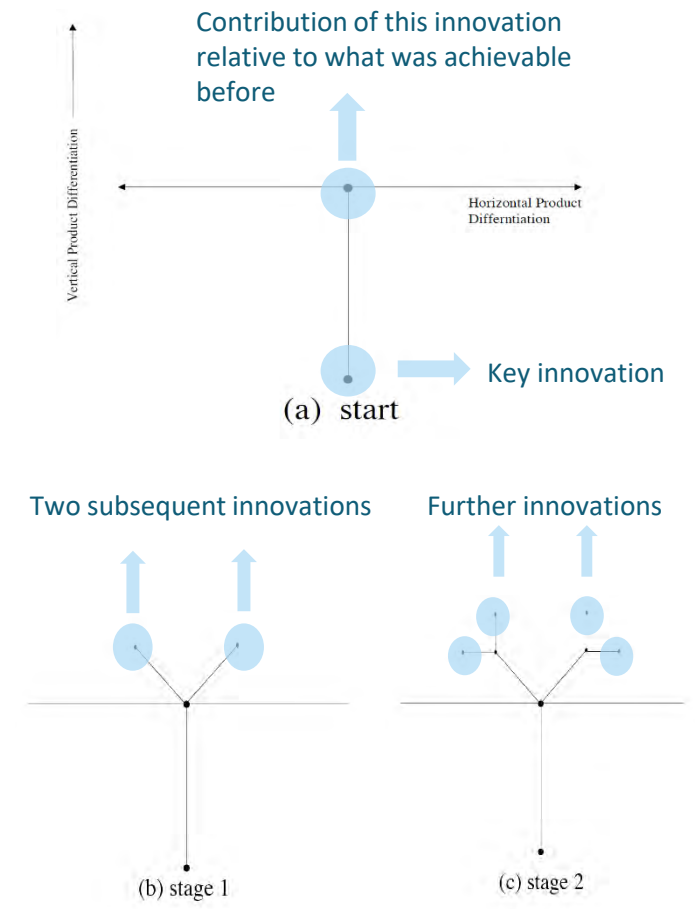 Contribution of this innovation
relative to what was achievable
before
Vertical Product Differentiation
Horizontal Product
Differntiation
Key innovation
(a) start
Two subsequent innovations
Further innovations
(b) stage 1
(c) stage 2